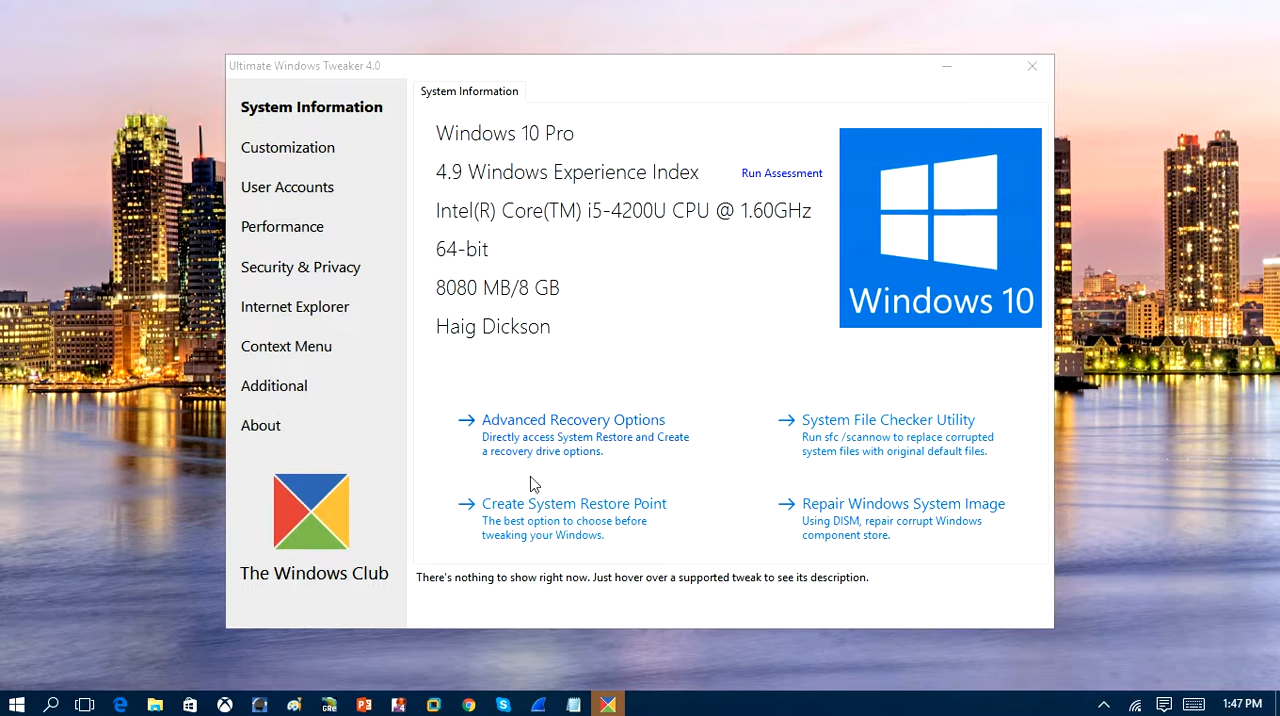 Ultimate Windows Tweaker 4.0
System Information
Customization
User Accounts
Performance
Security & Privacy
Internet Explorer
Context Menu
Additional
About
The Windows Club
System Information
Windows 10 Pro
4.9 Windows Experience Index
Run Assessment
Intel(R) Core(TM) i5-4200U CPU @ 1.60GHz
64-bit
8080 MB/8 GB
Haig Dickson
Windows 10
Advanced Recovery Options
Directly access System Restore and Create
a recovery drive options.
System File Checker Utility
Run sfc /scannow to replace corrupted
system files with original default files.
Create System Restore Point
The best option to choose before
tweaking your Windows.
Repair Windows System Image
Using DISM, repair corrupt Windows
component store.
There's nothing to show right now. Just hover over a supported tweak to see its description.
GRE
1:47 PM